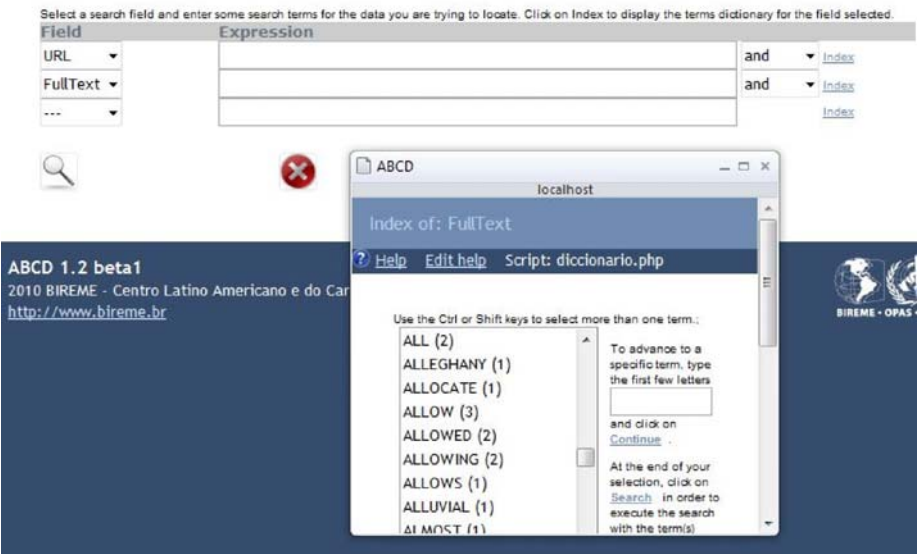 Select a search field and enter some search terms for the data you are trying to locate. Click on Index to display the terms dictionary for the field selected.
Field Expression
URL and Index
FullText and Index
--- Index
ABCD
localhost
Index of: FullText
Help Edit help Script: diccionario.php
Use the Ctrl or Shift keys to select more than one term.;
ALL (2)
ALLEGHANY (1)
ALLOCATE (1)
ALLOW (3)
ALLOWED (2)
ALLOWING (2)
ALLOWS (1)
ALLUVIAL (1)
ALMOST (1)
To advance to a
specific term, type
the first few letters
and click on
Continue .
At the end of your
selection, click on
Search in order to
execute the search
with the term(s)
ABCD 1.2 beta1
2010 BIREME - Centro Latino Americano e do Car
http://www.bireme.br
BIREME • OPAS •